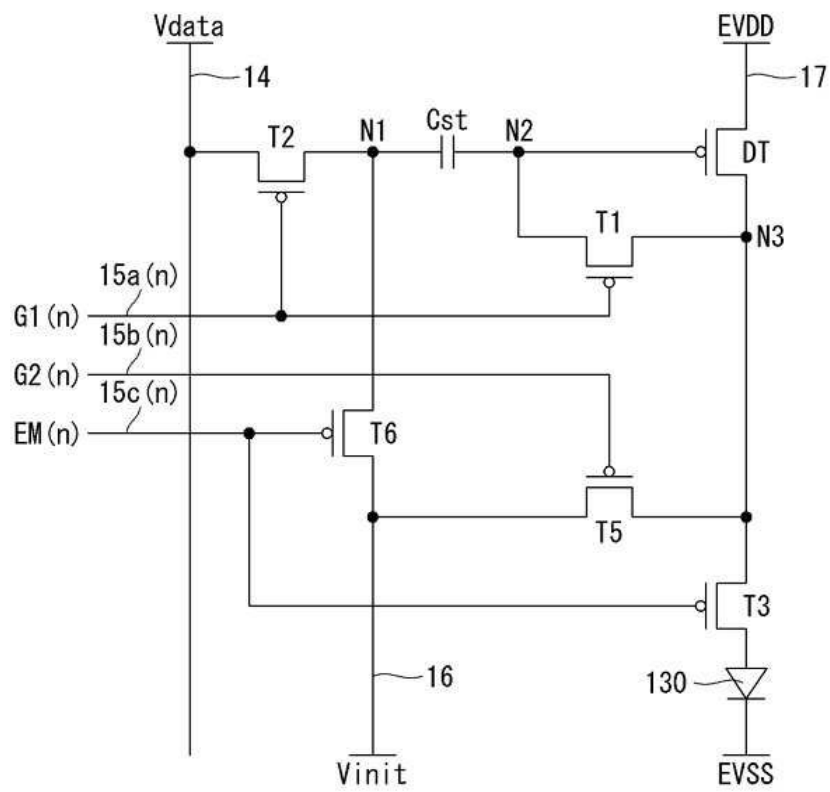 Vdata
EVDD
14
17
T2
N1
Cst
N2
DT
T1
N3
15a(n)
G1(n)
15b(n)
G2(n)
15c(n)
EM(n)
T6
T5
T3
16
130
Vinit
EVSS